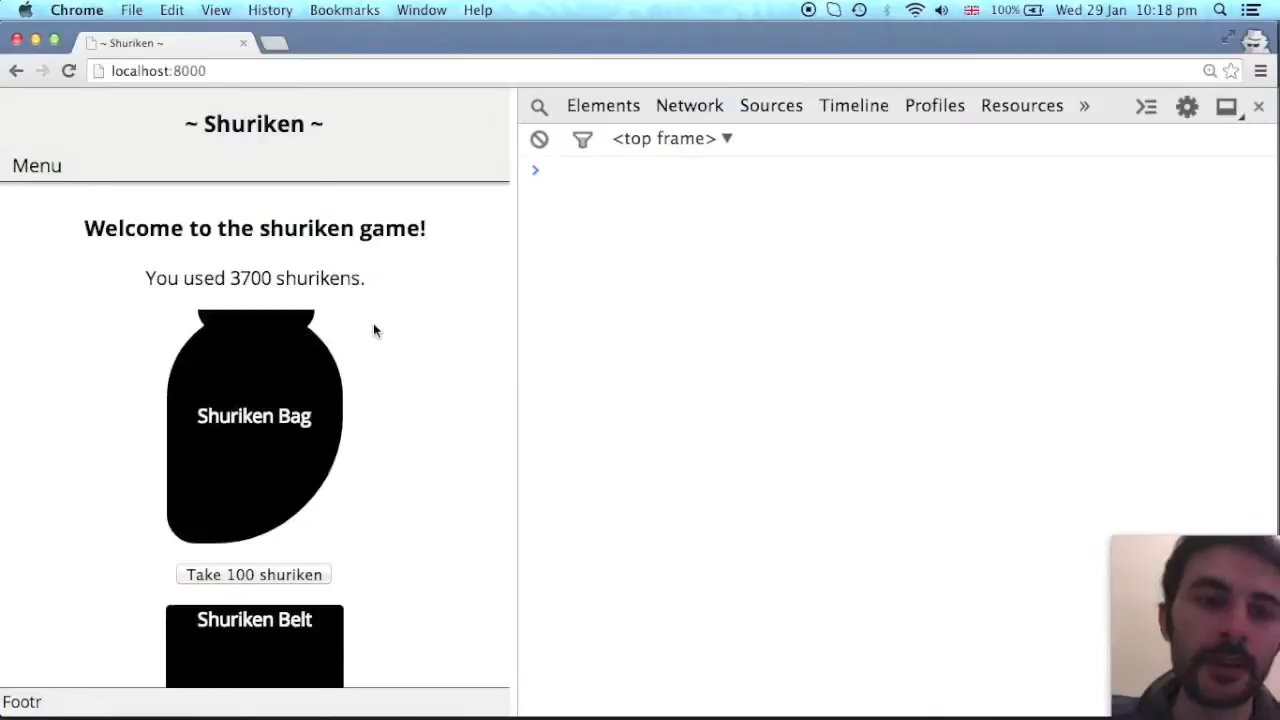 Chrome File Edit View History Bookmarks Window Help 100% Wed 29 Jan 10:18 pm
~ Shuriken ~
localhost:8000
~ Shuriken ~
Menu
Welcome to the shuriken game!
You used 3700 shurikens.
Shuriken Bag
Take 100 shuriken
Shuriken Belt
Footr
Elements Network Sources Timeline Profiles Resources »
<top frame> ▼
>